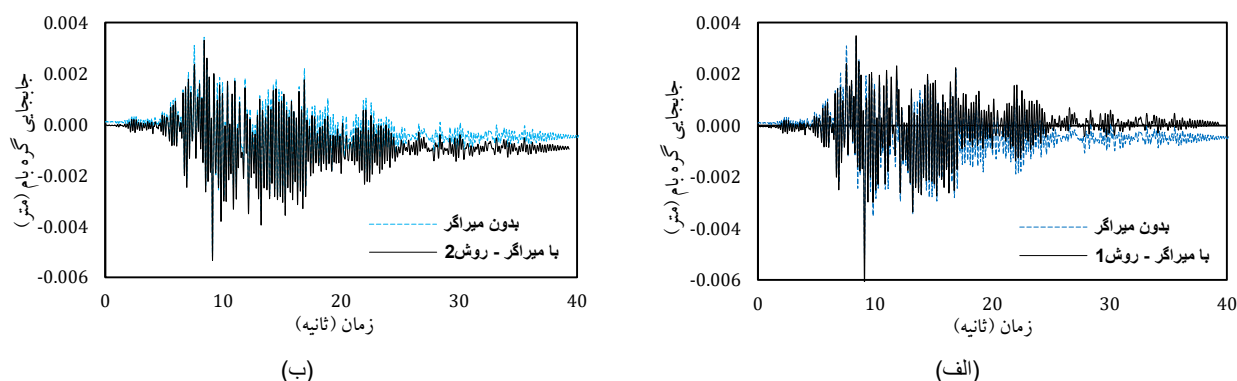 0.004
0.002
0.000
-0.002
-0.004
-0.006
جابجایی گره بام (متر)
بدون میراگر
با میراگر - روش1
0 10 20 30 40
زمان (ثانیه)
(الف)
0.004
0.002
0.000
-0.002
-0.004
-0.006
جابجایی گره بام (متر)
بدون میراگر
با میراگر - روش2
0 10 20 30 40
زمان (ثانیه)
(ب)